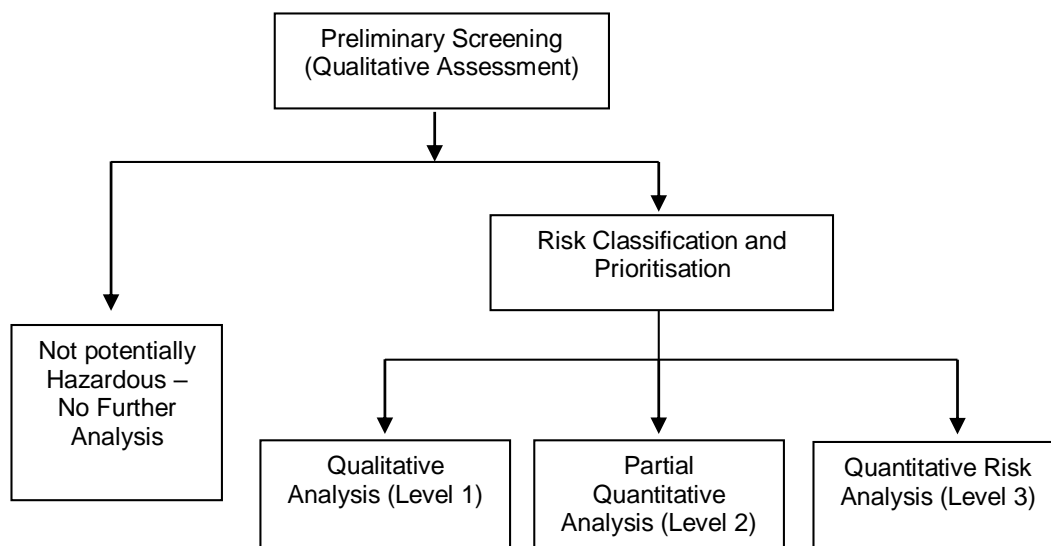 Preliminary Screening
(Qualitative Assessment)
Risk Classification and
Prioritisation
Not potentially
Hazardous –
No Further
Analysis
Qualitative
Analysis (Level 1)
Partial
Quantitative
Analysis (Level 2)
Quantitative Risk
Analysis (Level 3)